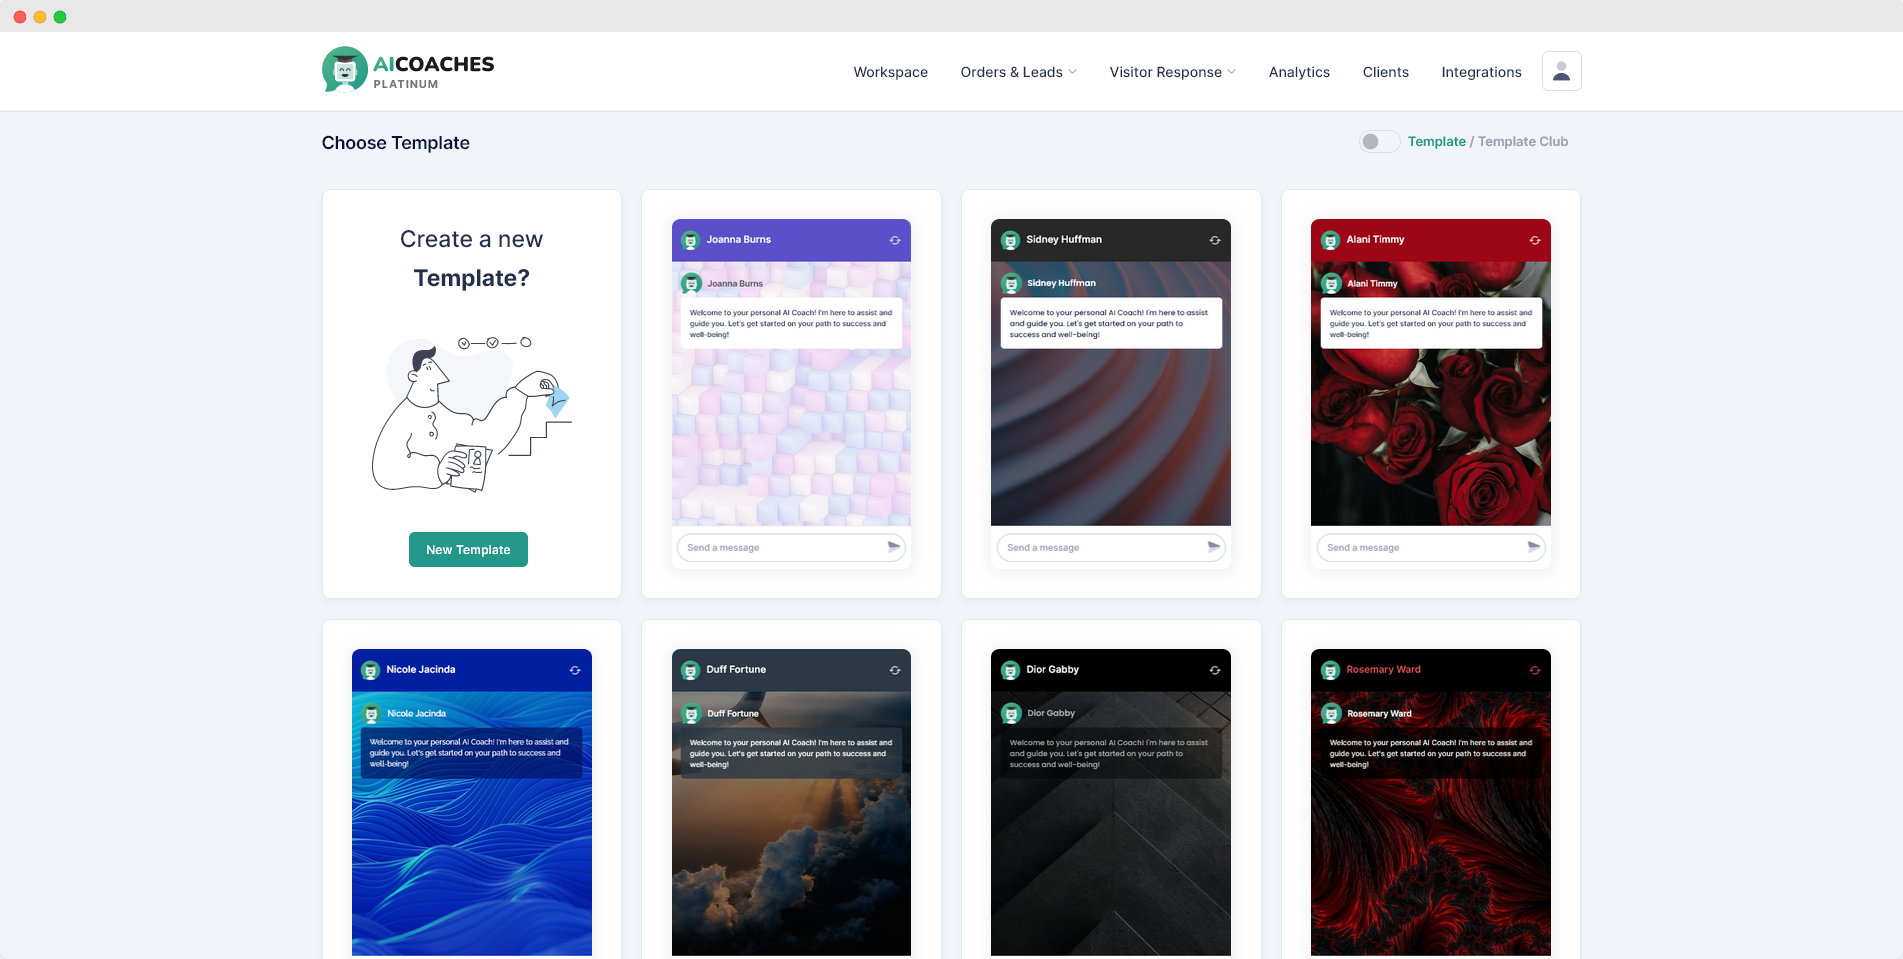 AICOACHES
PLATINUM
Workspace
Orders & Leads
Visitor Response
Analytics
Clients
Integrations
Choose Template
Template / Template Club
Create a new
Template?
New Template
Joanna Burns
Joanna Burns
Welcome to your personal AI Coach! I'm here to assist and
guide you. Let's get started on your path to success and
well-being!
Send a message
Sidney Huffman
Sidney Huffman
Welcome to your personal AI Coach! I'm here to assist
and guide you. Let's get started on your path to
success and well-being!
Send a message
Alani Timmy
Alani Timmy
Welcome to your personal AI Coach! I'm here to assist and
guide you. Let's get started on your path to success and
well-being!
Send a message
Nicole Jacinda
Nicole Jacinda
Welcome to your personal AI Coach! I'm here to assist and
guide you. Let's get started on your path to success and
well-being!
Duff Fortune
Duff Fortune
Welcome to your personal AI Coach! I'm here to assist and
guide you. Let's get started on your path to success and
well-being!
Dior Gabby
Dior Gabby
Welcome to your personal AI Coach! I'm here to assist
and guide you. Let's get started on your path to
success and well-being!
Rosemary Ward
Rosemary Ward
Welcome to your personal AI Coach! I'm here to assist and
guide you. Let's get started on your path to success and
well-being!